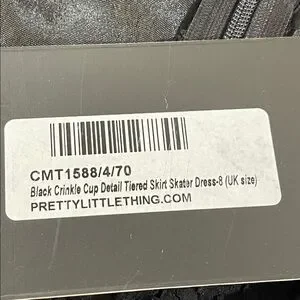 CMT1588/4/70
Black Crinkle Cup Detail Tiered Skirt Skater Dress-8 (UK size)
PRETTYLITTLETHING.COM